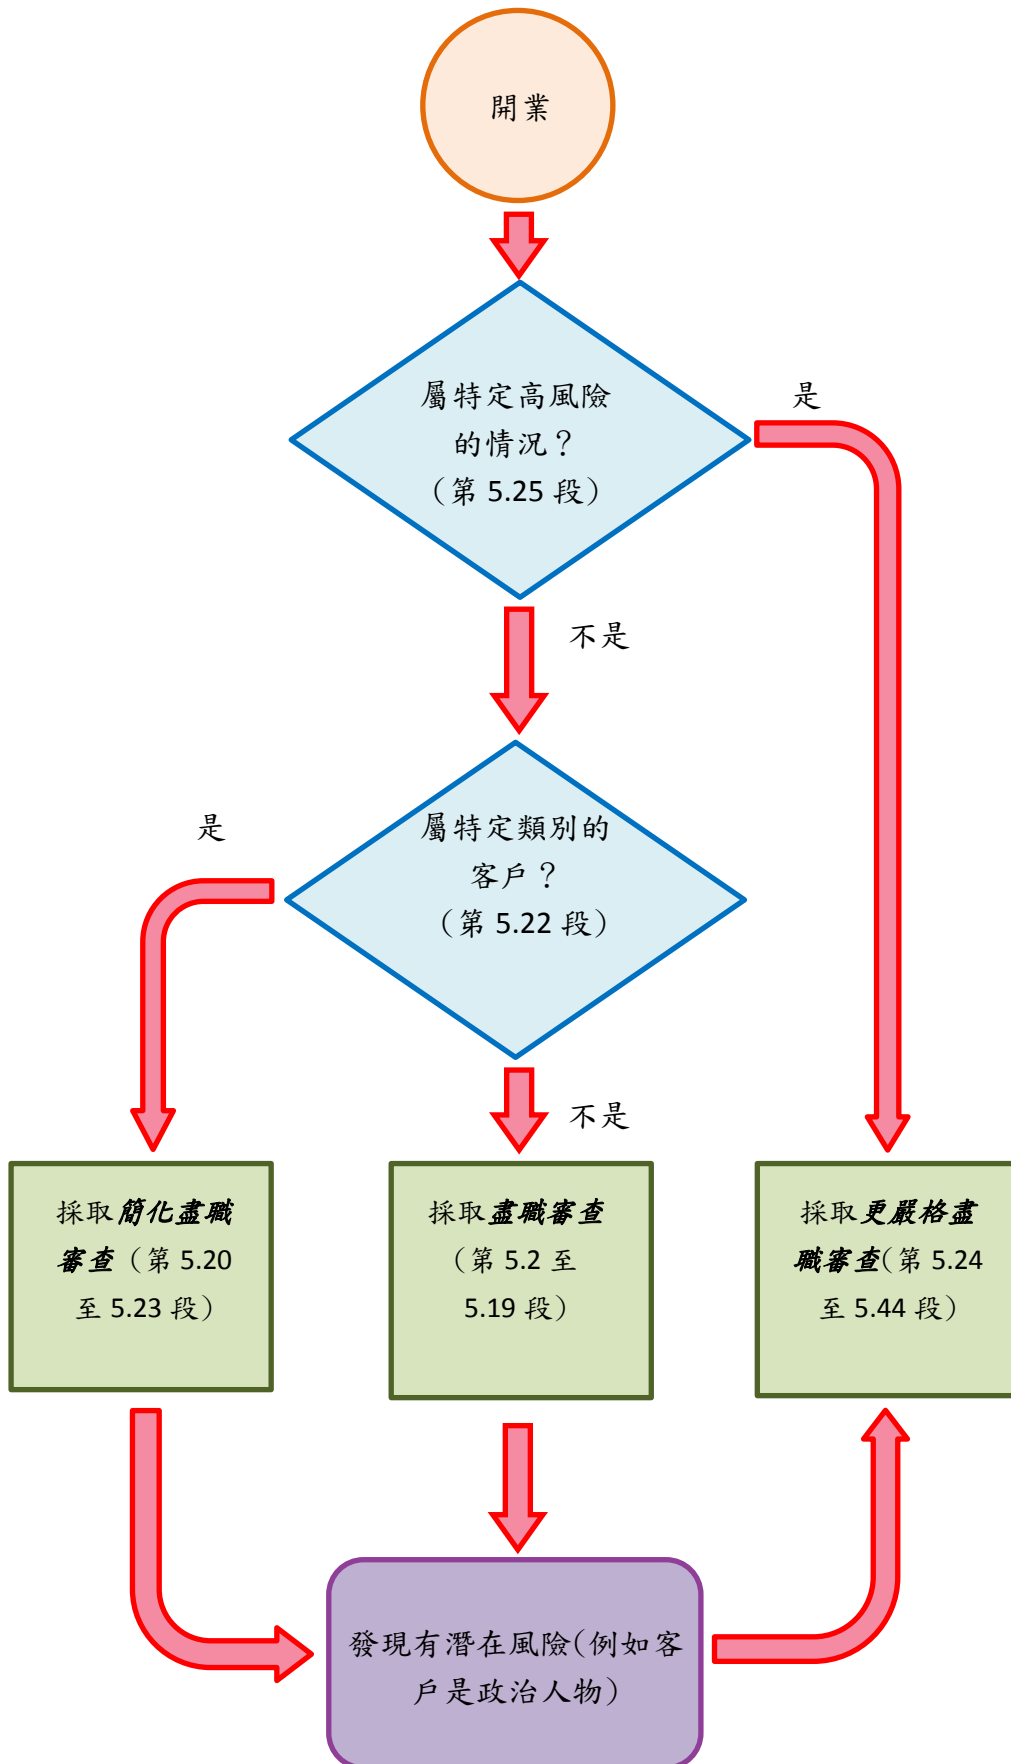 開業
屬特定高風險
的情況？
（第 5.25 段）
是
不是
屬特定類別的
客戶？
（第 5.22 段）
是
不是
採取簡化盡職
審查（第 5.20
至 5.23 段）
採取盡職審查
（第 5.2 至
5.19 段）
採取更嚴格盡
職審查(第 5.24
至 5.44 段）
發現有潛在風險(例如客
戶是政治人物）